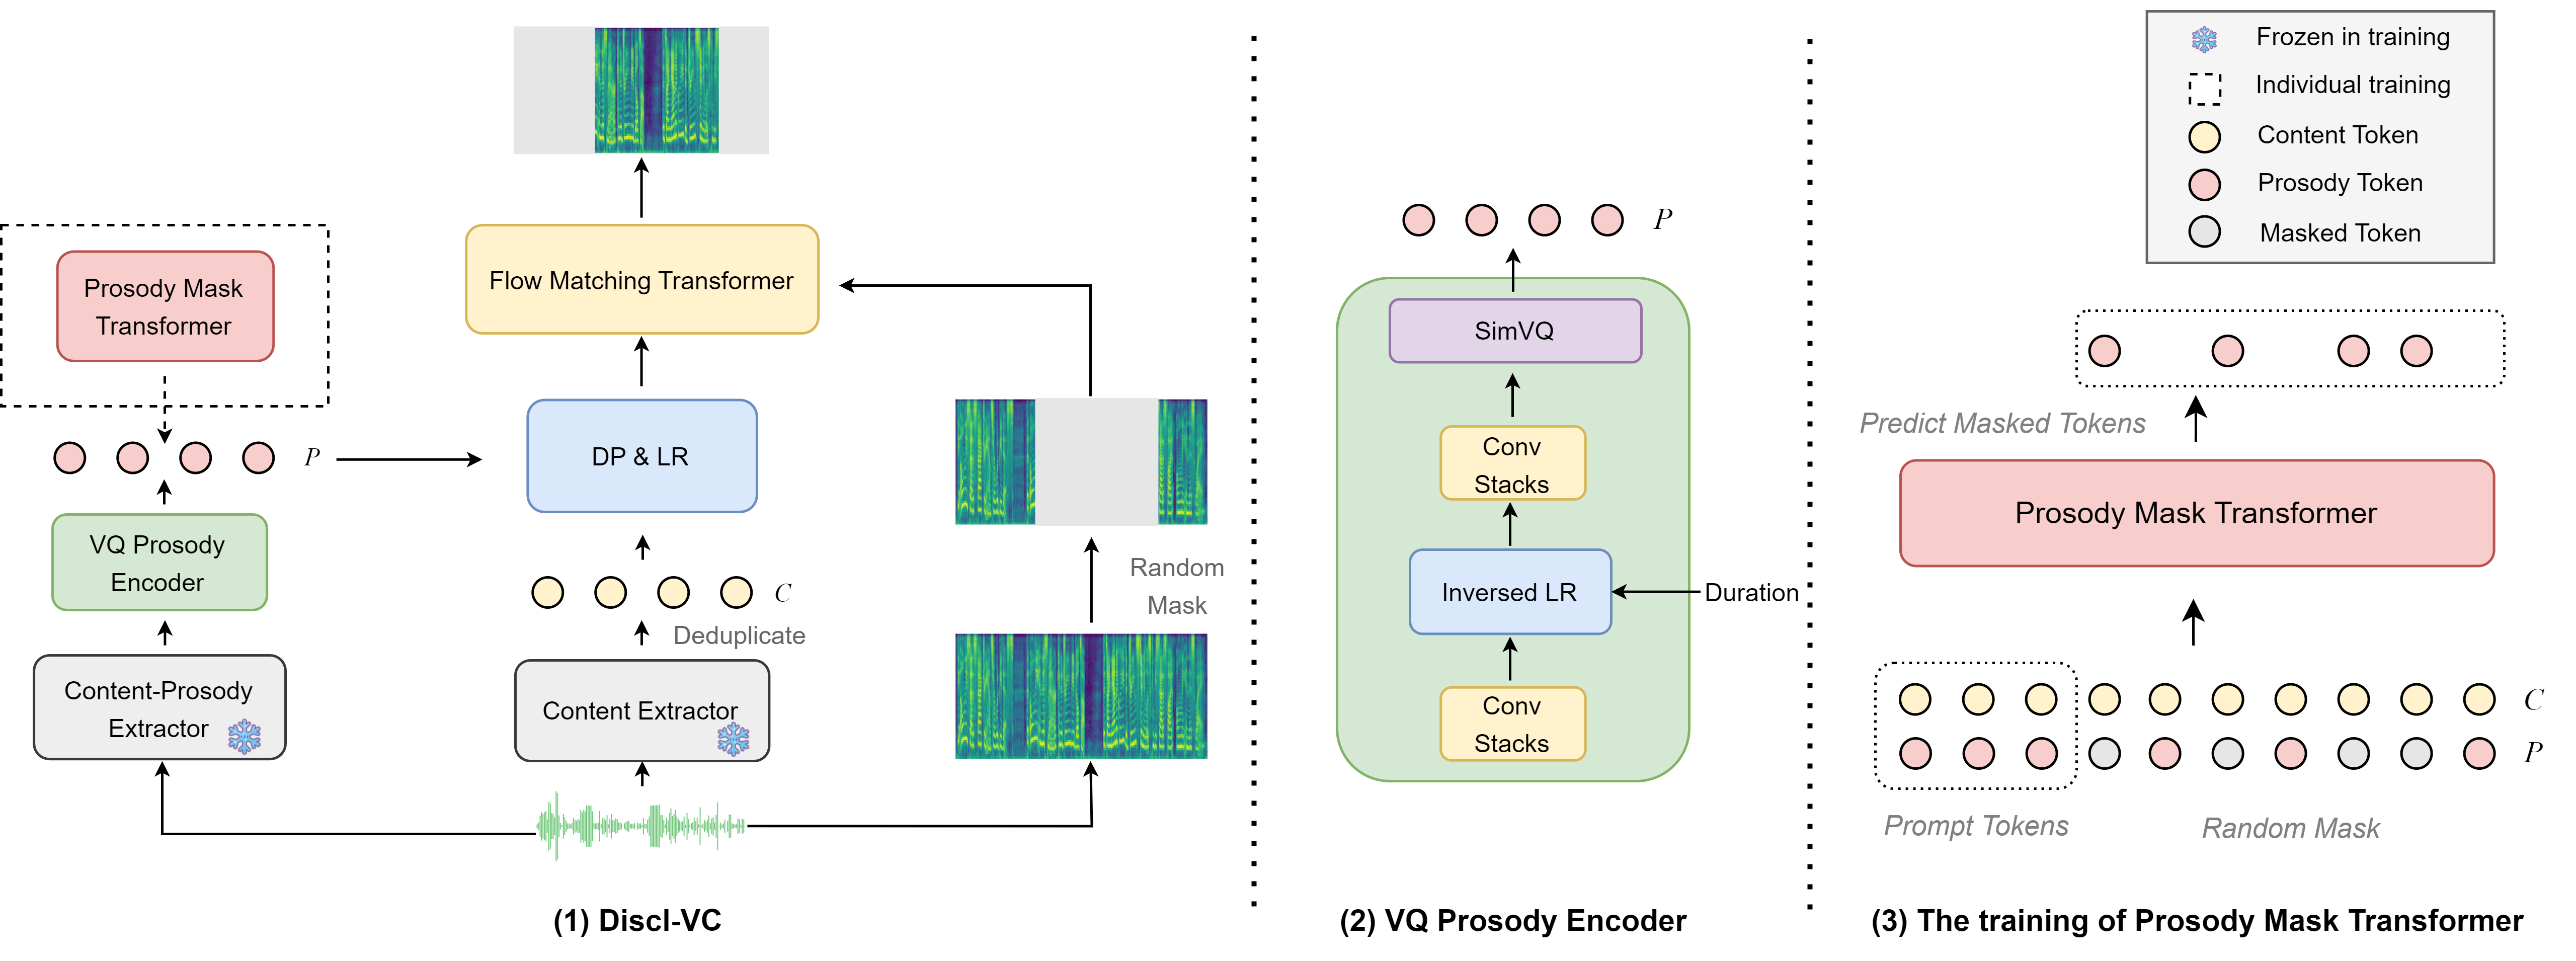 Prosody Mask
Transformer
P
VQ Prosody
Encoder
Content-Prosody
Extractor
Flow Matching Transformer
DP & LR
C
Deduplicate
Content Extractor
Random
Mask
(1) Discl-VC
P
SimVQ
Conv
Stacks
Inversed LR
Duration
Conv
Stacks
(2) VQ Prosody Encoder
Frozen in training
Individual training
Content Token
Prosody Token
Masked Token
Predict Masked Tokens
Prosody Mask Transformer
C
P
Prompt Tokens
Random Mask
(3) The training of Prosody Mask Transformer